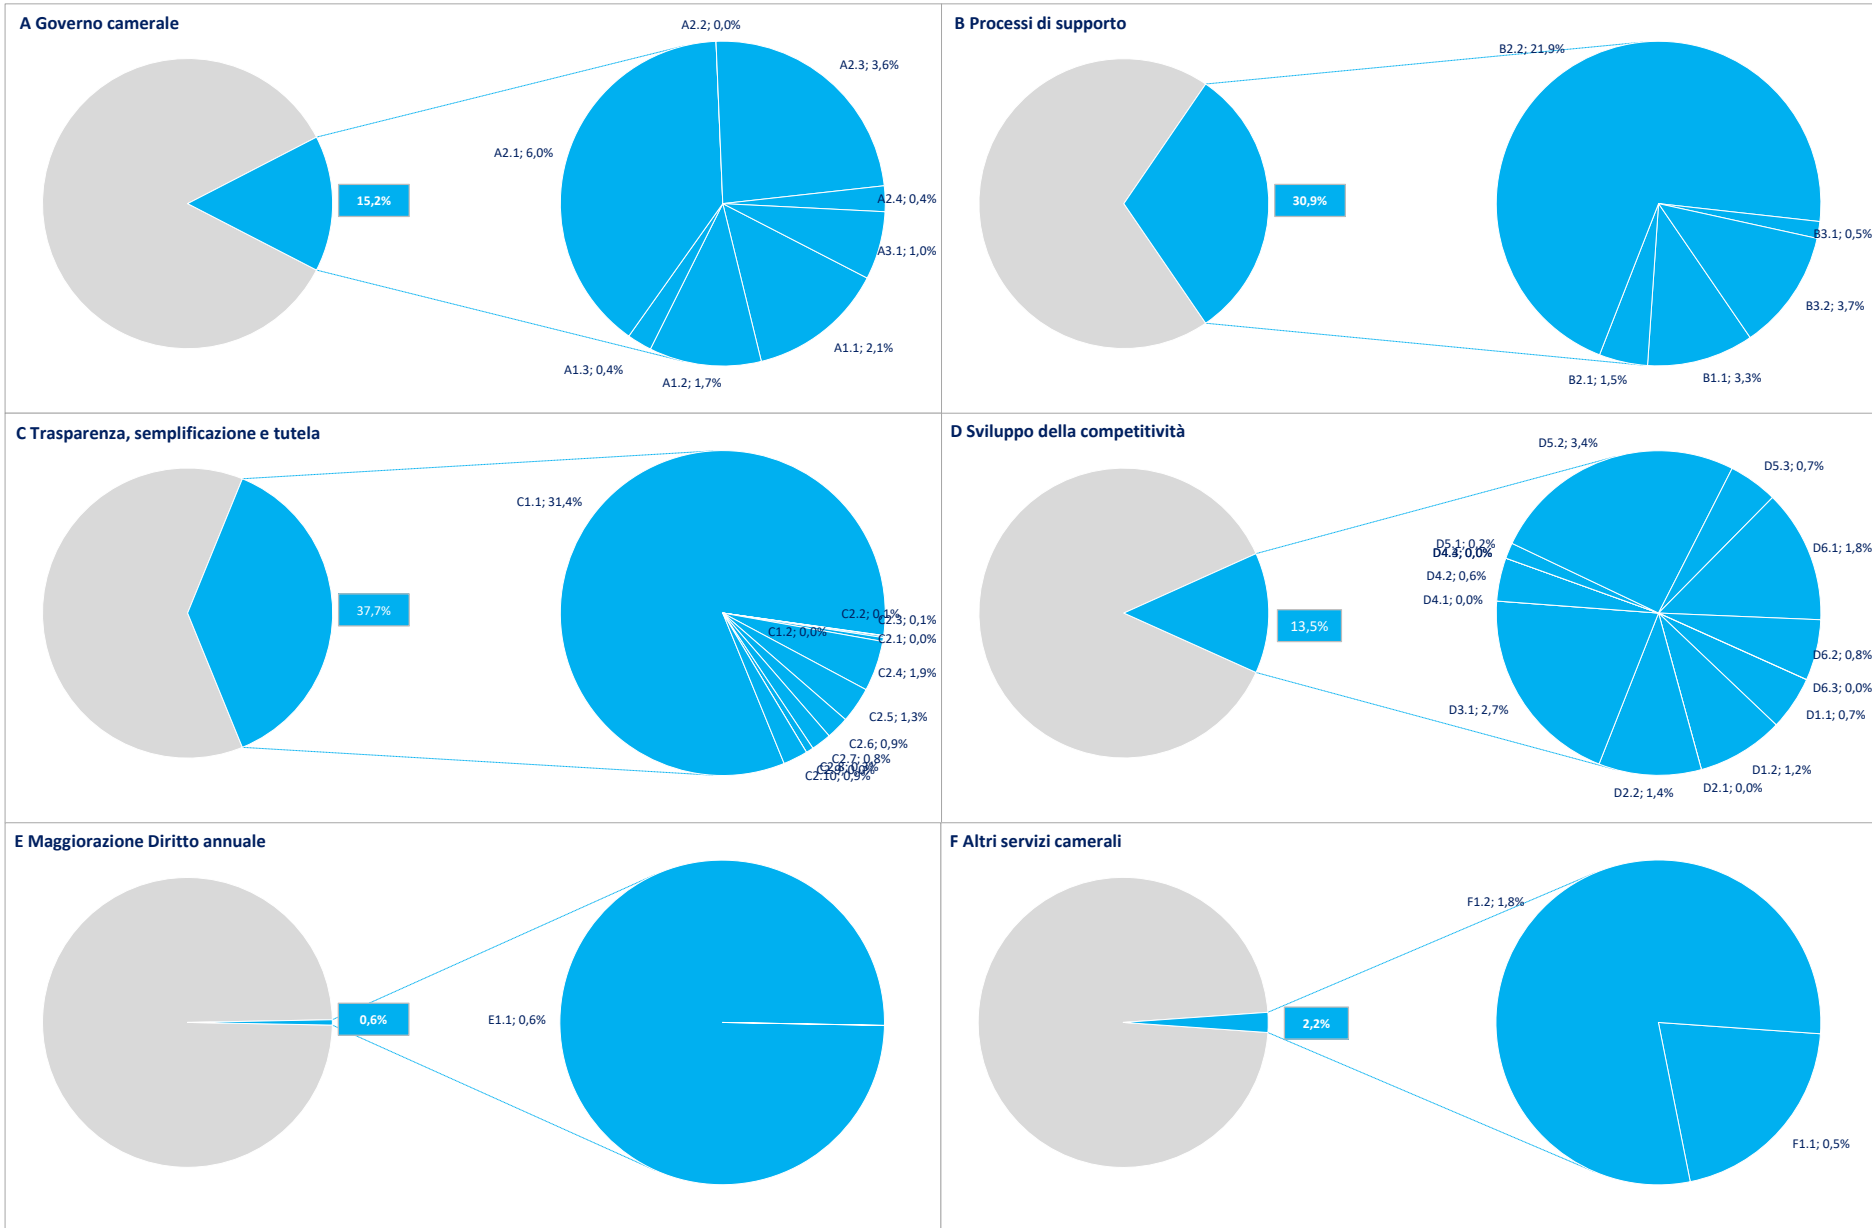 A Governo camerale
A2.2; 0,0%
A2.3; 3,6%
A2.1; 6,0%
15,2%
A2.4; 0,4%
A3.1; 1,0%
A1.1; 2,1%
A1.3; 0,4%
A1.2; 1,7%
B Processi di supporto
B2.2; 21,9%
30,9%
B3.1; 0,5%
B3.2; 3,7%
B2.1; 1,5%
B1.1; 3,3%
C Trasparenza, semplificazione e tutela
C1.1; 31,4%
37,7%
C2.2; 0,1%
C2.3; 0,1%
C1.2; 0,0%
C2.1; 0,0%
C2.4; 1,9%
C2.5; 1,3%
C2.6; 0,9%
C2.7; 0,8%
C2.10; 0,9%
D Sviluppo della competitività
D5.2; 3,4%
D5.3; 0,7%
D5.1; 0,2%
D6.1; 1,8%
D4.2; 0,6%
D4.1; 0,0%
13,5%
D6.2; 0,8%
D6.3; 0,0%
D3.1; 2,7%
D1.1; 0,7%
D1.2; 1,2%
D2.2; 1,4%
D2.1; 0,0%
E Maggiorazione Diritto annuale
0,6%
E1.1; 0,6%
F Altri servizi camerali
F1.2; 1,8%
2,2%
F1.1; 0,5%